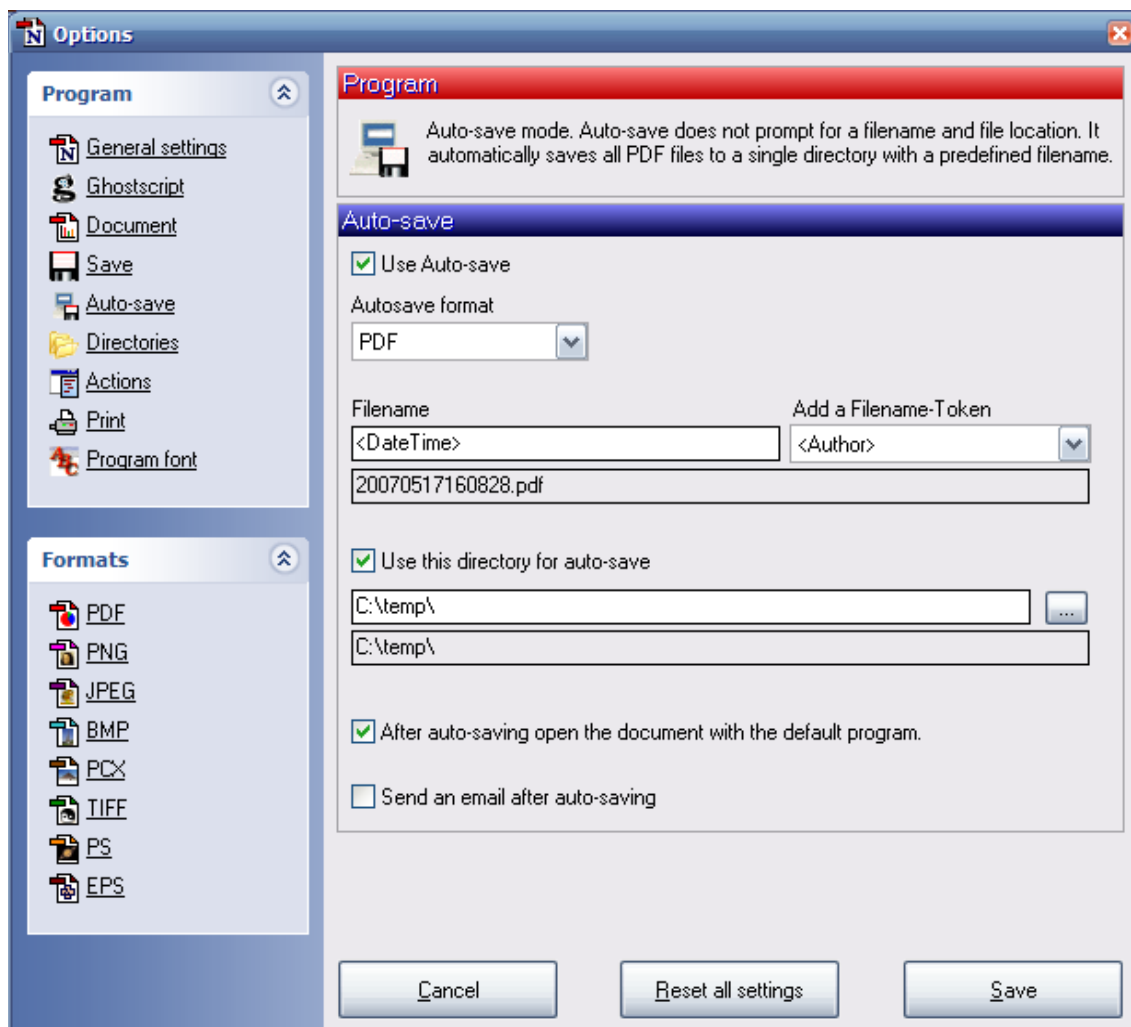 Options
Program
General settings
Ghostscript
Document
Save
Auto-save
Directories
Actions
Print
Program font
Formats
PDF
PNG
JPEG
BMP
PCX
TIFF
PS
EPS
Program
Auto-save mode. Auto-save does not prompt for a filename and file location. It
automatically saves all PDF files to a single directory with a predefined filename.
Auto-save
Use Auto-save
Autosave format
PDF
Filename
Add a Filename-Token
<DateTime>
<Author>
20070517160828.pdf
Use this directory for auto-save
C:\temp\
...
C:\temp\
After auto-saving open the document with the default program.
Send an email after auto-saving
Cancel
Reset all settings
Save